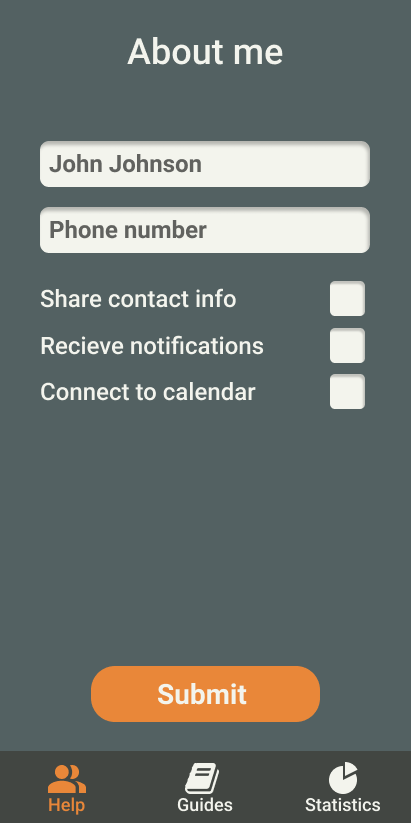 About me
John Johnson
Phone number
Share contact info
Recieve notifications
Connect to calendar
Submit
Help
Guides
Statistics